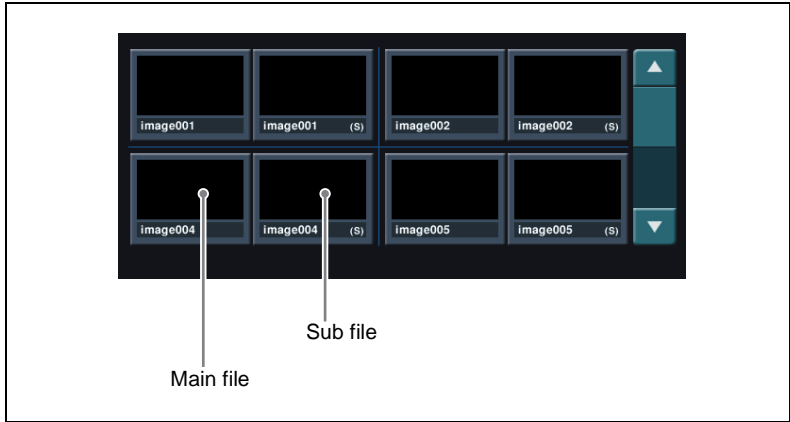 image001 image001 (S) image002 image002 (S)
image004 image004 (S) image005 image005 (S)
Sub file
Main file